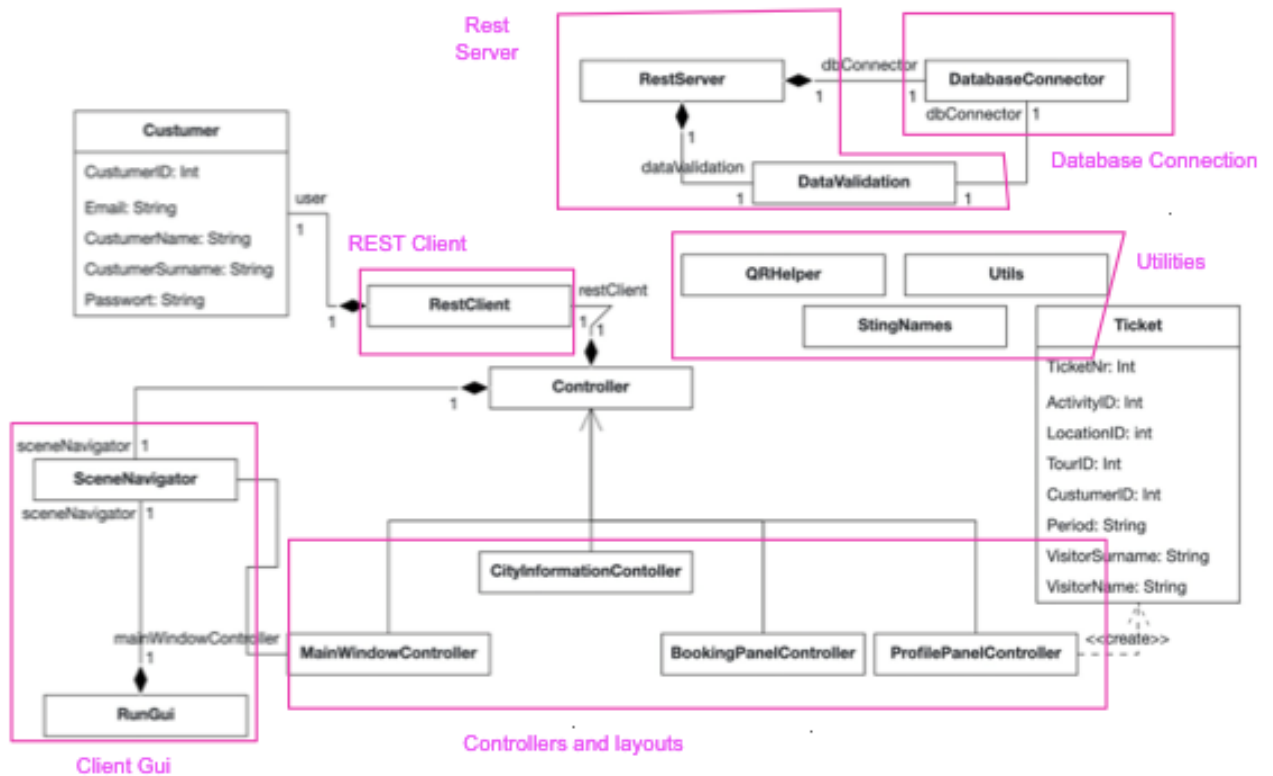 Rest
Server
RestServer
dbConnector
1
1
DatabaseConnector
dbConnector
1
1
dataValidation
1
DataValidation
1
Database Connection
Custumer
CustumerID: Int
Email: String
CustumerName: String
CustumerSurname: String
Passwort: String
user
1
1
REST Client
RestClient
restClient
1
1
Utilities
QRHelper
Utils
StingNames
Ticket
TicketNr: Int
ActivityID: Int
LocationID: int
TourID: Int
CustumerID: Int
Period: String
VisitorSurname: String
VisitorName: String
Controller
1
sceneNavigator
1
SceneNavigator
sceneNavigator
1
CityInformationContoller
mainWindowController
1
MainWindowController
BookingPanelController
ProfilePanelController
<<create>>
RunGui
Controllers and layouts
Client Gui